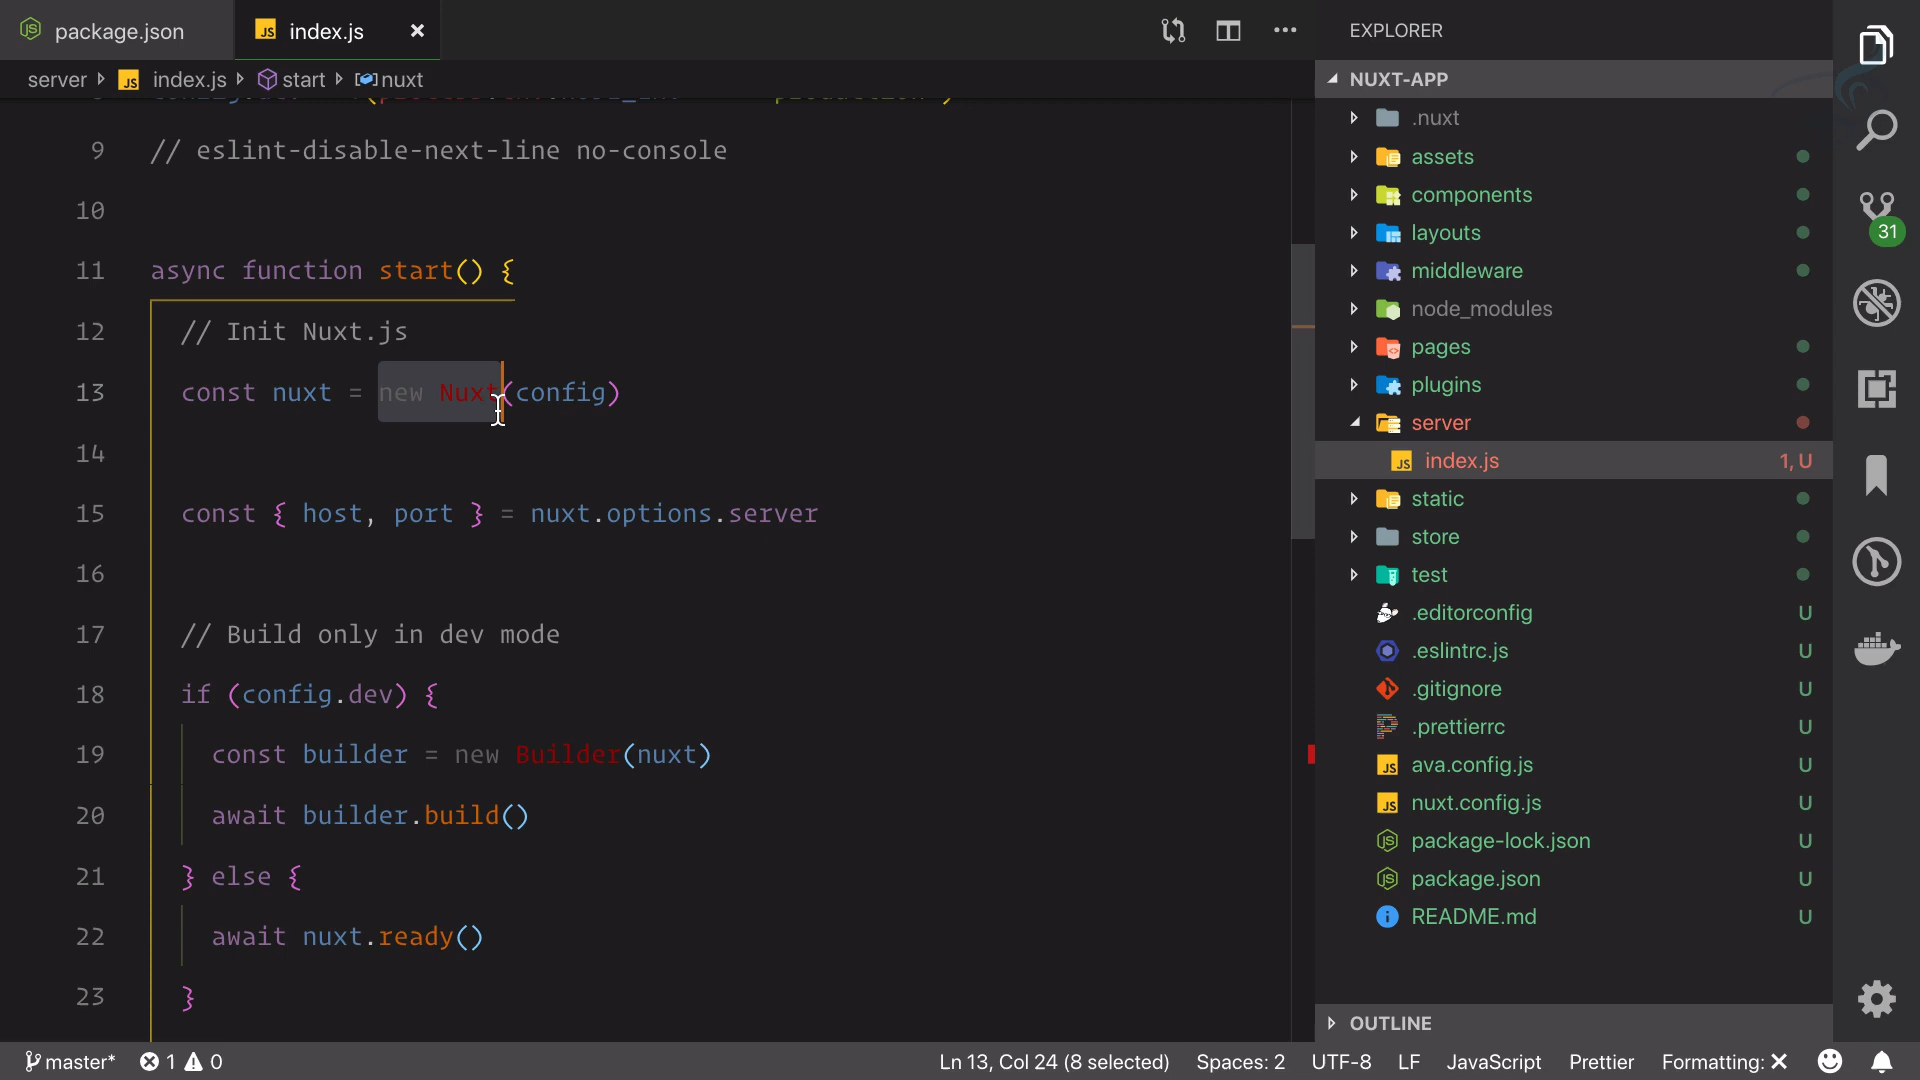 package.json
JS index.js
EXPLORER
server JS index.js start nuxt
NUXT-APP
9 // eslint-disable-next-line no-console
10
11 async function start() {
12 // Init Nuxt.js
13 const nuxt = new Nuxt(config)
14
15 const { host, port } = nuxt.options.server
16
17 // Build only in dev mode
18 if (config.dev) {
19 const builder = new Builder(nuxt)
20 await builder.build()
21 } else {
22 await nuxt.ready()
23 }
.nuxt
assets
components
layouts
middleware
node_modules
pages
plugins
server
JS index.js 1, U
static
store
test
.editorconfig U
.eslintrc.js U
.gitignore U
.prettierrc U
JS ava.config.js U
JS nuxt.config.js U
package-lock.json U
package.json U
README.md U
OUTLINE
31
master* 1 0 Ln 13, Col 24 (8 selected) Spaces: 2 UTF-8 LF JavaScript Prettier Formatting: ✕